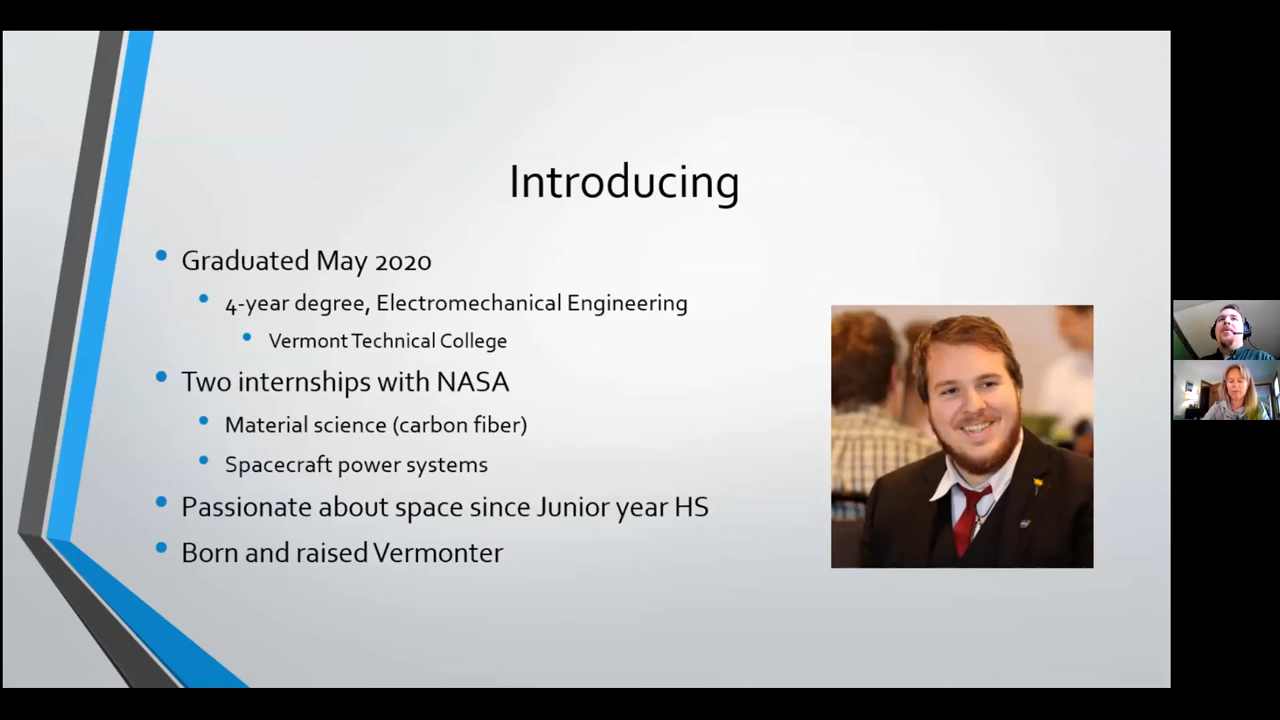 Introducing
Graduated May 2020
4-year degree, Electromechanical Engineering
Vermont Technical College
Two internships with NASA
Material science (carbon fiber)
Spacecraft power systems
Passionate about space since Junior year HS
Born and raised Vermonter